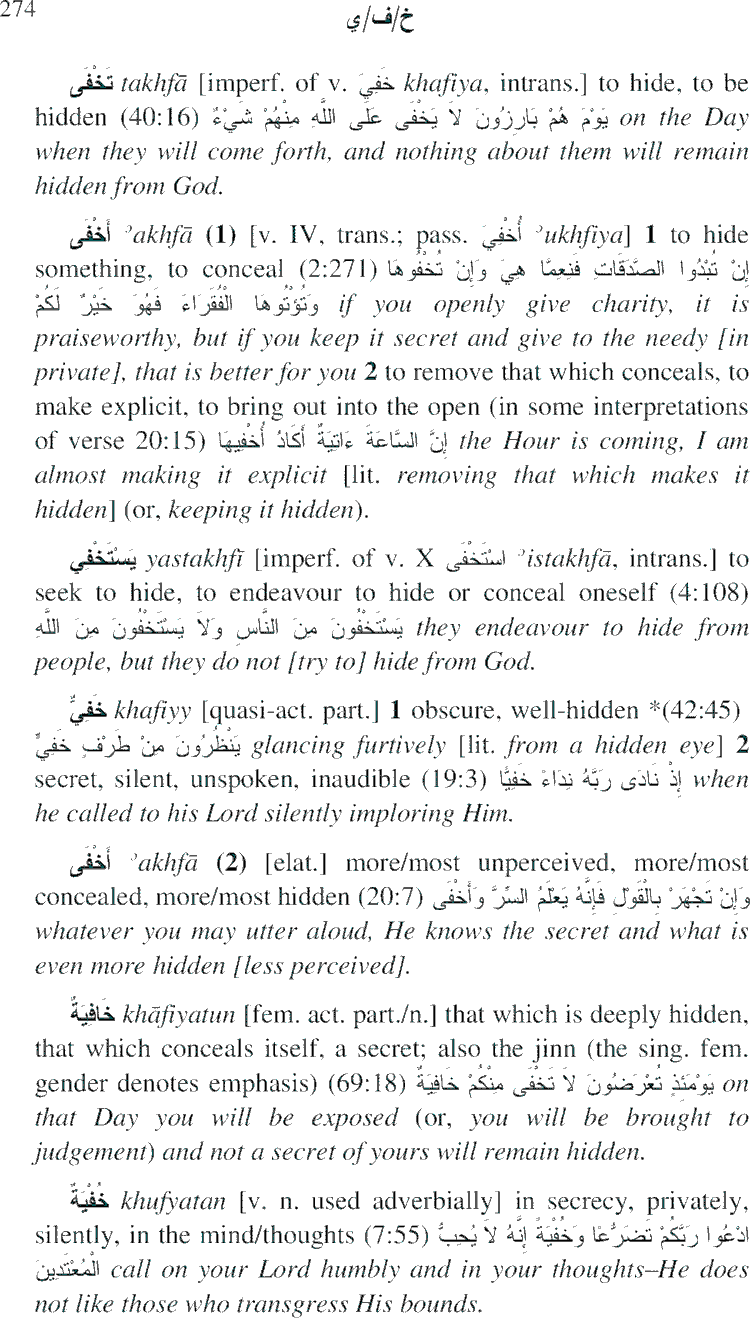 274
خ/ف/ي
تَخْفَى takhfā [imperf. of v. خَفِيَ khafiya, intrans.] to hide, to be
hidden (40:16) يَوْمَ هُمْ بَارِزُونَ لاَ يَخْفَى عَلَى اللَّهِ مِنْهُمْ شَيْءٌ on the Day
when they will come forth, and nothing about them will remain
hidden from God.
أَخْفَى ʾakhfā (1) [v. IV, trans.; pass. أُخْفِيَ ʾukhfiya] 1 to hide
something, to conceal (2:271) إِنْ تُبْدُوا الصَّدَقَاتِ فَنِعِمَّا هِيَ وَإِنْ تُخْفُوهَا
وَتُؤْتُوهَا الْفُقَرَاءَ فَهُوَ خَيْرٌ لَكُمْ if you openly give charity, it is
praiseworthy, but if you keep it secret and give to the needy [in
private], that is better for you 2 to remove that which conceals, to
make explicit, to bring out into the open (in some interpretations
of verse 20:15) إِنَّ السَّاعَةَ ءَاتِيَةٌ أَكَادُ أُخْفِيهَا the Hour is coming, I am
almost making it explicit [lit. removing that which makes it
hidden] (or, keeping it hidden).
يَسْتَخْفِي yastakhfī [imperf. of v. X اسْتَخْفَى ʾistakhfā, intrans.] to
seek to hide, to endeavour to hide or conceal oneself (4:108)
يَسْتَخْفُونَ مِنَ النَّاسِ وَلاَ يَسْتَخْفُونَ مِنَ اللَّهِ they endeavour to hide from
people, but they do not [try to] hide from God.
خَفِيٌّ khafiyy [quasi-act. part.] 1 obscure, well-hidden *(42:45)
يَنْظُرُونَ مِنْ طَرْفٍ خَفِيٍّ glancing furtively [lit. from a hidden eye] 2
secret, silent, unspoken, inaudible (19:3) إِذْ نَادَى رَبَّهُ نِدَاءً خَفِيًّا when
he called to his Lord silently imploring Him.
أَخْفَى ʾakhfā (2) [elat.] more/most unperceived, more/most
concealed, more/most hidden (20:7) وَإِنْ تَجْهَرْ بِالْقَوْلِ فَإِنَّهُ يَعْلَمُ السِّرَّ وَأَخْفَى
whatever you may utter aloud, He knows the secret and what is
even more hidden [less perceived].
خَافِيَةٌ khāfiyatun [fem. act. part./n.] that which is deeply hidden,
that which conceals itself, a secret; also the jinn (the sing. fem.
gender denotes emphasis) (69:18) يَوْمَئِذٍ تُعْرَضُونَ لاَ تَخْفَى مِنْكُمْ خَافِيَةٌ on
that Day you will be exposed (or, you will be brought to
judgement) and not a secret of yours will remain hidden.
خُفْيَةٌ khufyatan [v. n. used adverbially] in secrecy, privately,
silently, in the mind/thoughts (7:55) ادْعُوا رَبَّكُمْ تَضَرُّعًا وَخُفْيَةً إِنَّهُ لاَ يُحِبُّ
الْمُعْتَدِينَ call on your Lord humbly and in your thoughts–He does
not like those who transgress His bounds.